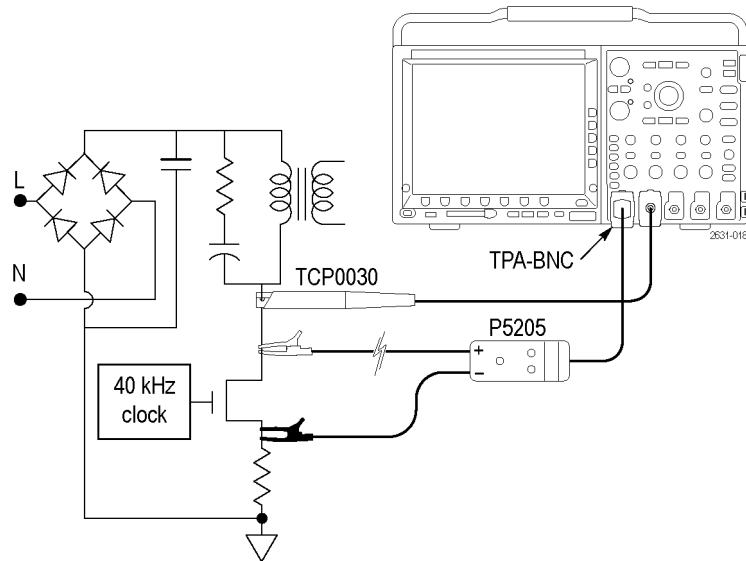 L
N
40 kHz
clock
TCP0030
TPA-BNC
P5205
+
–
2631-018